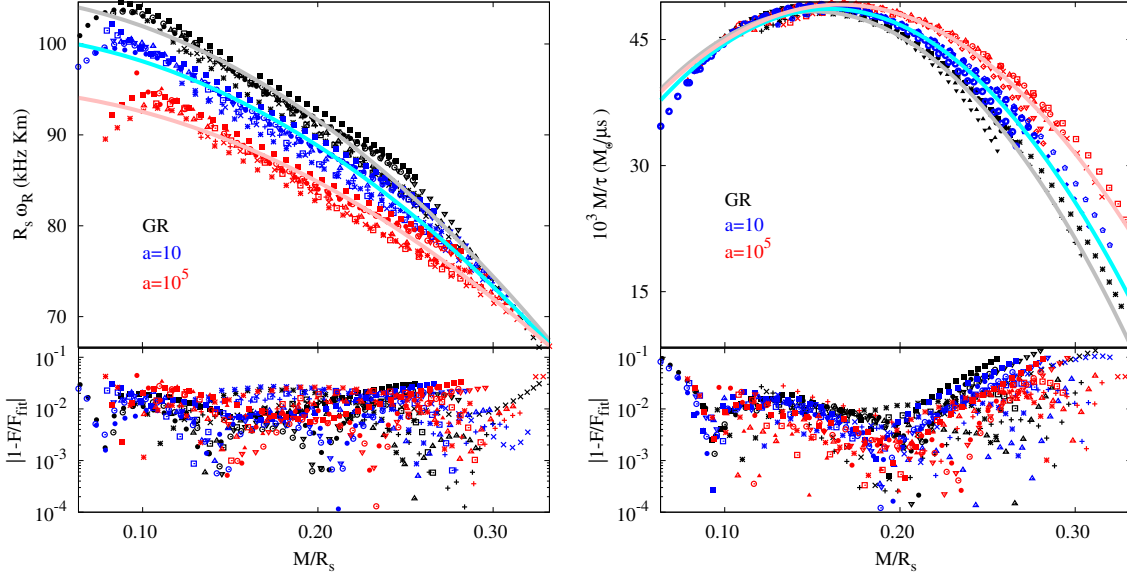 R_s ω_R (kHz Km)
100
90
80
70
GR
a=10
a=10^5
|1-F/F_fit|
10^-1
10^-2
10^-3
10^-4
0.10
0.20
0.30
M/R_s
10^3 M/τ (M_⊙/μs)
45
30
15
GR
a=10
a=10^5
|1-F/F_fit|
10^-1
10^-2
10^-3
10^-4
0.10
0.20
0.30
M/R_s